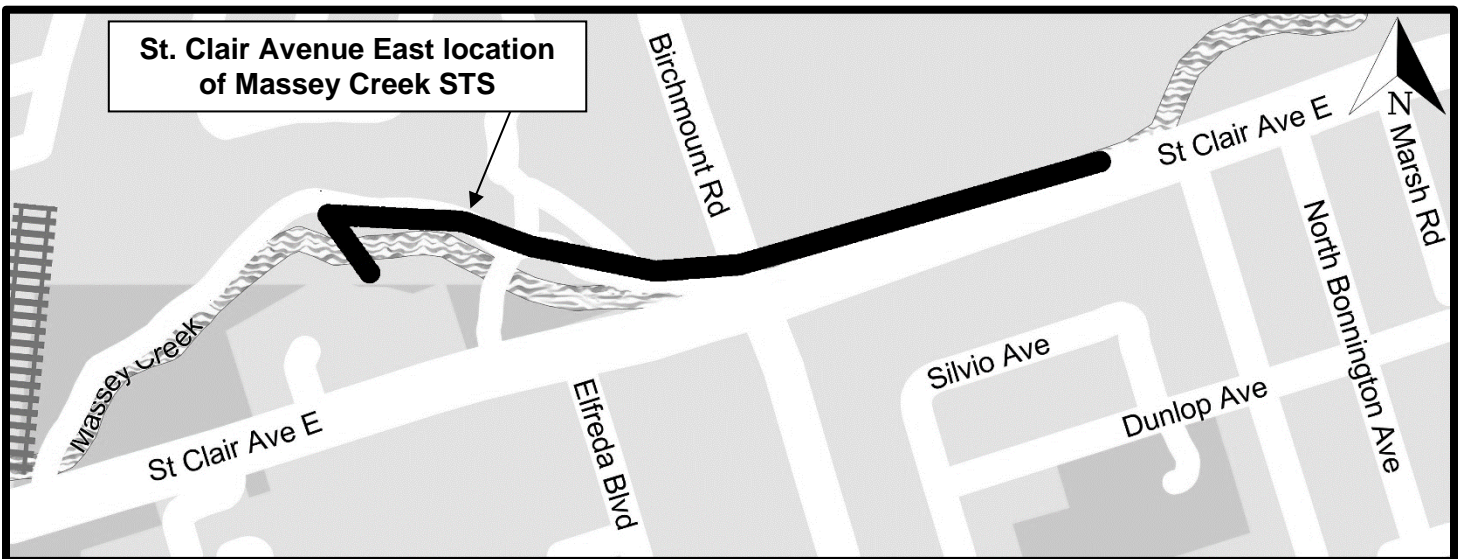 St. Clair Avenue East location
of Massey Creek STS
Birchmount Rd
St Clair Ave E
N
Marsh Rd
North Bonnington Ave
Silvio Ave
Dunlop Ave
Massey Creek
St Clair Ave E
Elfreda Blvd